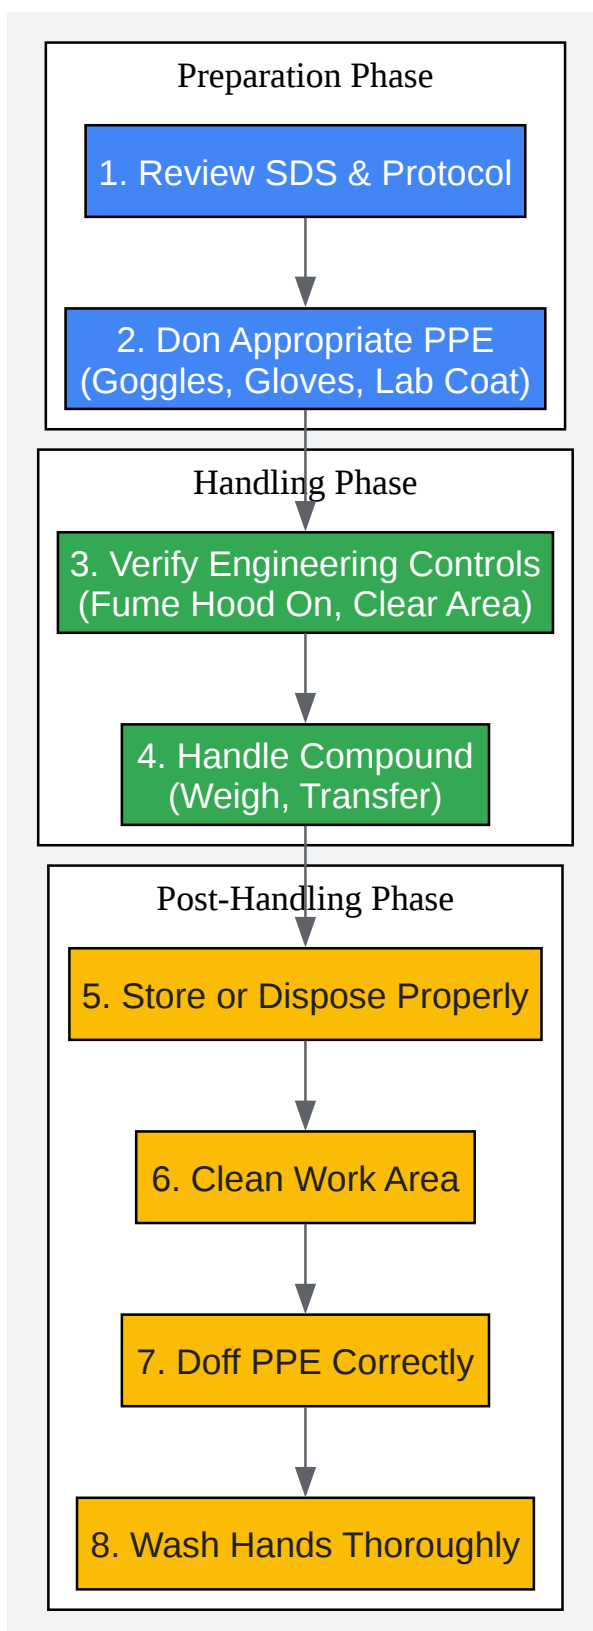 Preparation Phase
1. Review SDS & Protocol
2. Don Appropriate PPE
(Goggles, Gloves, Lab Coat)
Handling Phase
3. Verify Engineering Controls
(Fume Hood On, Clear Area)
4. Handle Compound
(Weigh, Transfer)
Post-Handling Phase
5. Store or Dispose Properly
6. Clean Work Area
7. Doff PPE Correctly
8. Wash Hands Thoroughly